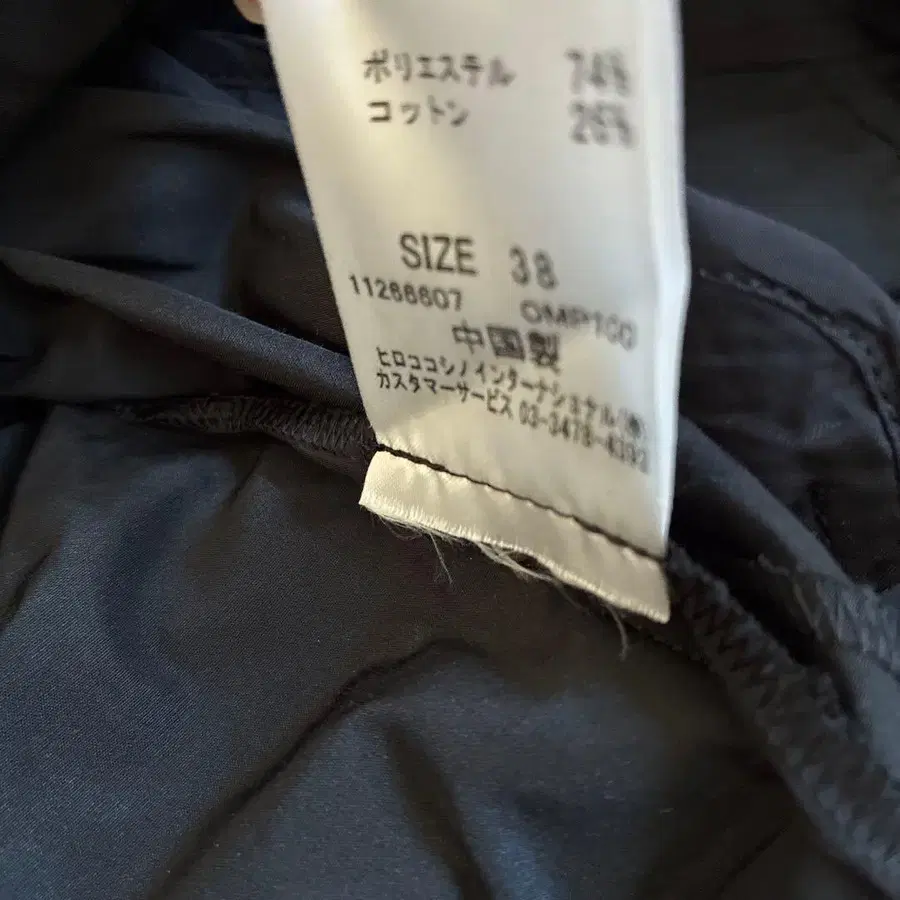 ポリエステル 74%
コットン 26%
SIZE 38
11266607 OMP100
中国製
ヒロココシノインターナショナル(株)
カスタマーサービス 03-3478-4393